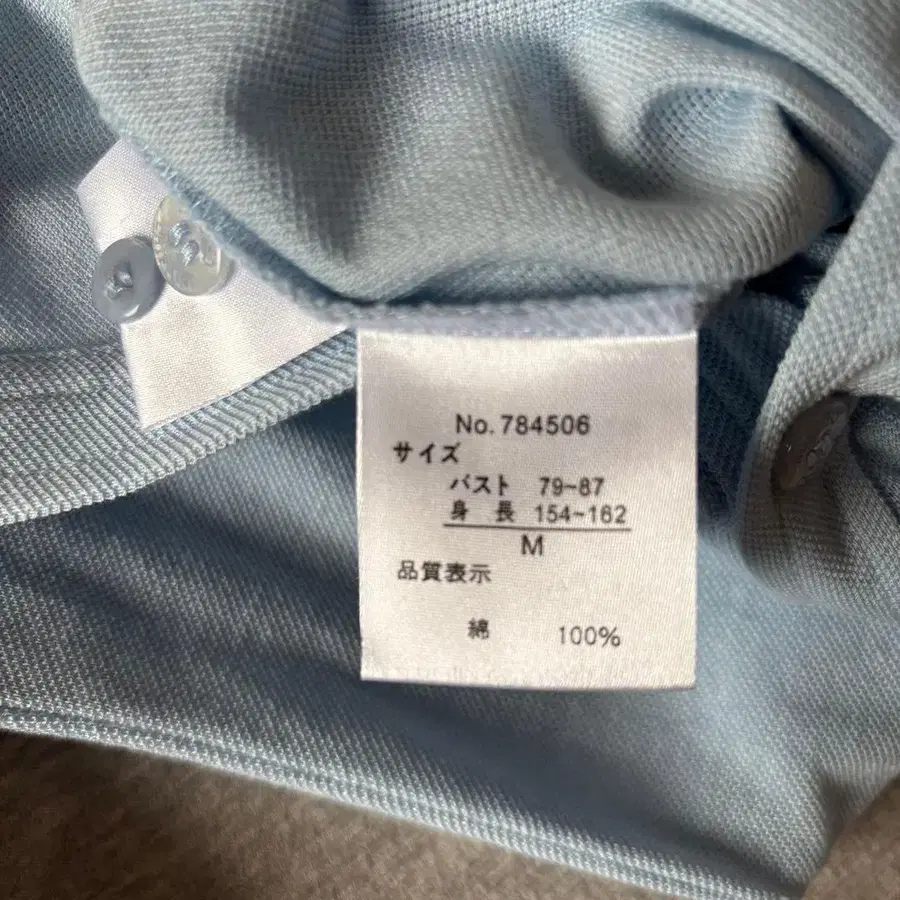 No. 784506
サイズ
バスト 79~87
身長 154~162
M
品質表示
綿 100%